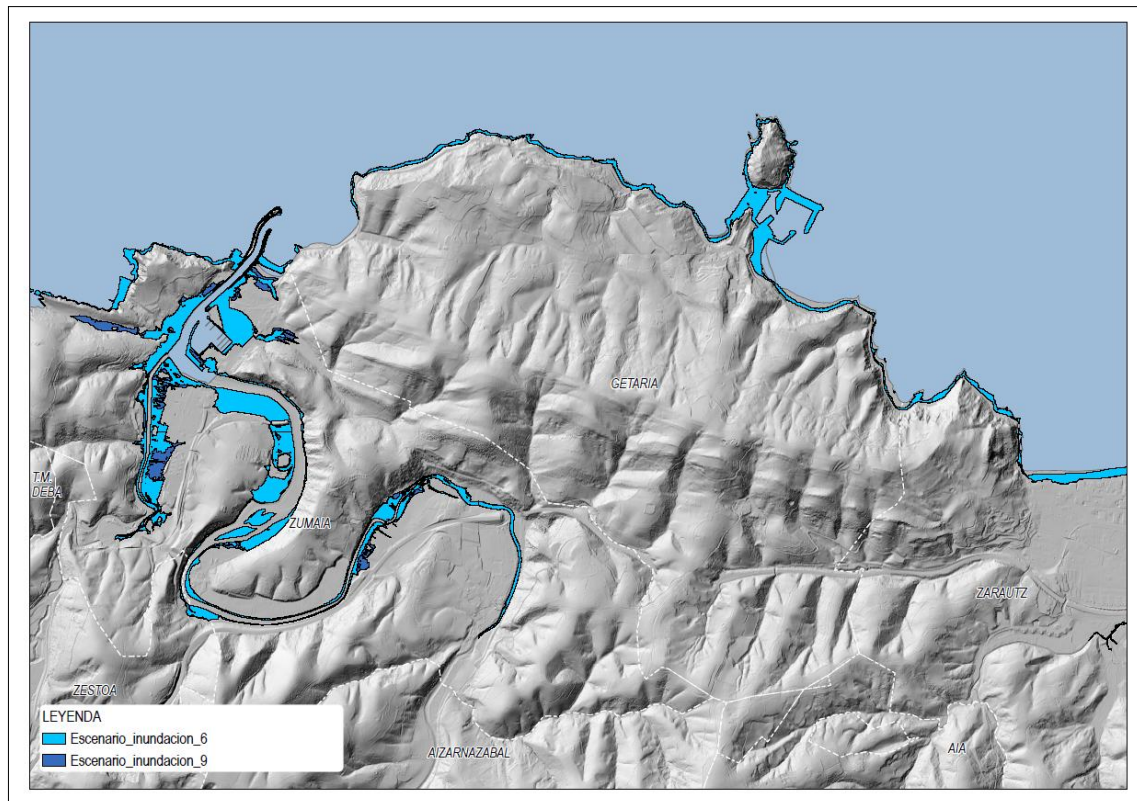 GETARIA
T.M.
DEBA
ZUMAIA
ZARAUTZ
ZESTOA
AIZARNAZABAL
AIA
LEYENDA
Escenario_inundacion_6
Escenario_inundacion_9